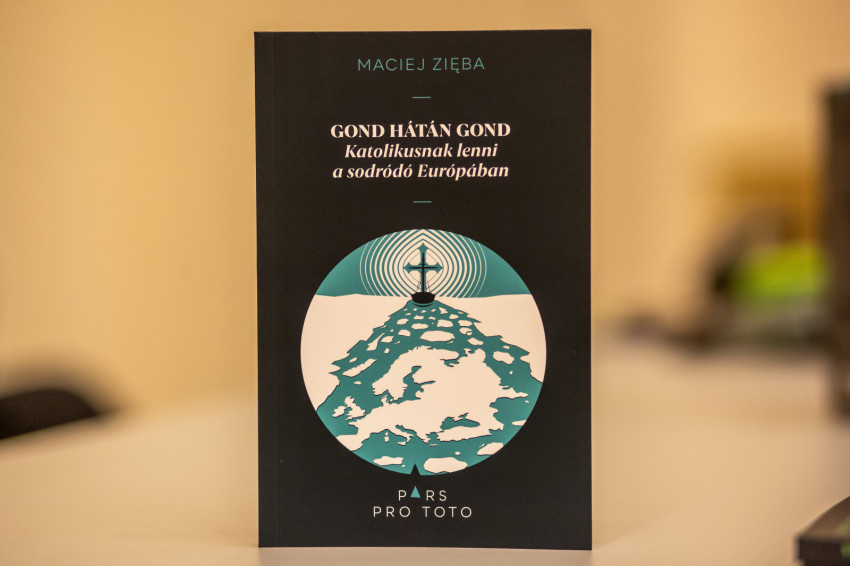 MACIEJ ZIĘBA
GOND HÁTÁN GOND
Katolikusnak lenni
a sodródó Európában
PARS
PRO TOTO